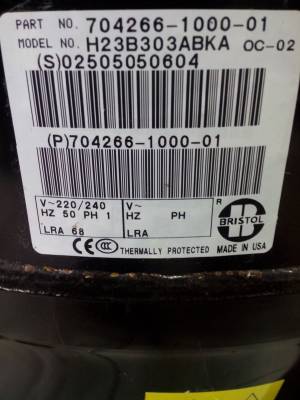 PART NO. 704266-1000-01
MODEL NO. H23B303ABKA OC-02
(S)02505050604
(P)704266-1000-01
V~220/240 V~
HZ 50 PH 1 HZ PH
LRA 68 LRA
R
BRISTOL
CCC THERMALLY PROTECTED MADE IN USA